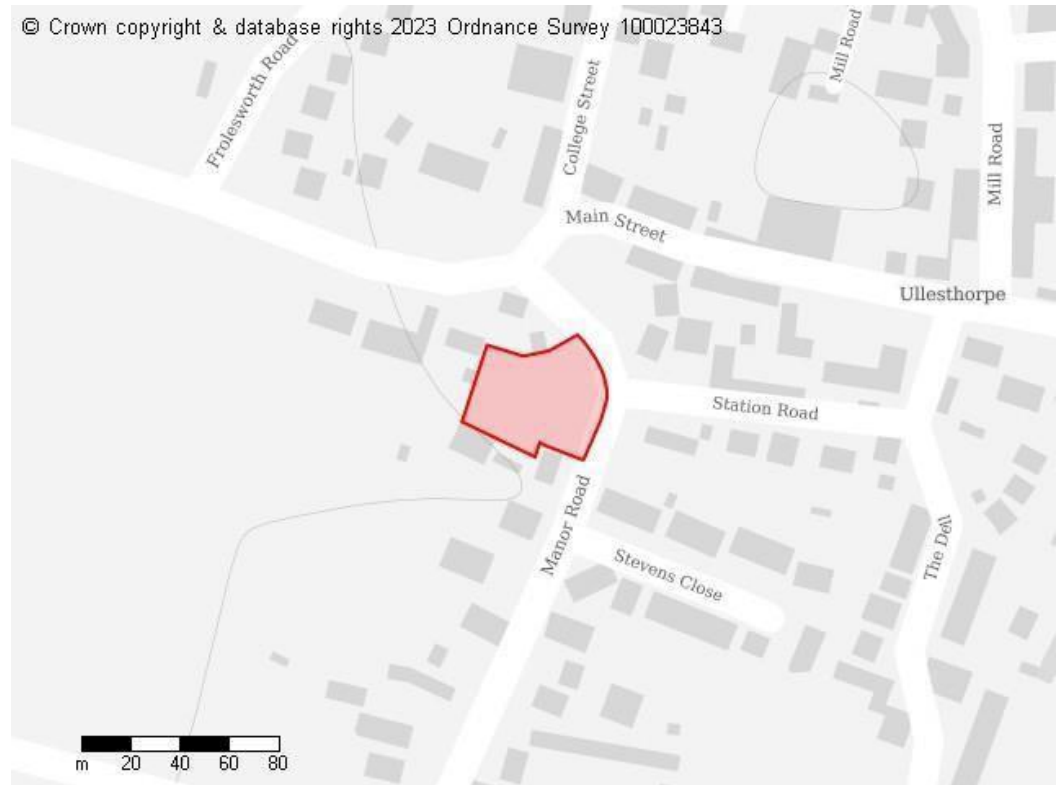 © Crown copyright & database rights 2023 Ordnance Survey 100023843
Frolesworth Road
College Street
Mill Road
Mill Road
Main Street
Ullesthorpe
Station Road
Manor Road
Stevens Close
The Dell
m 20 40 60 80